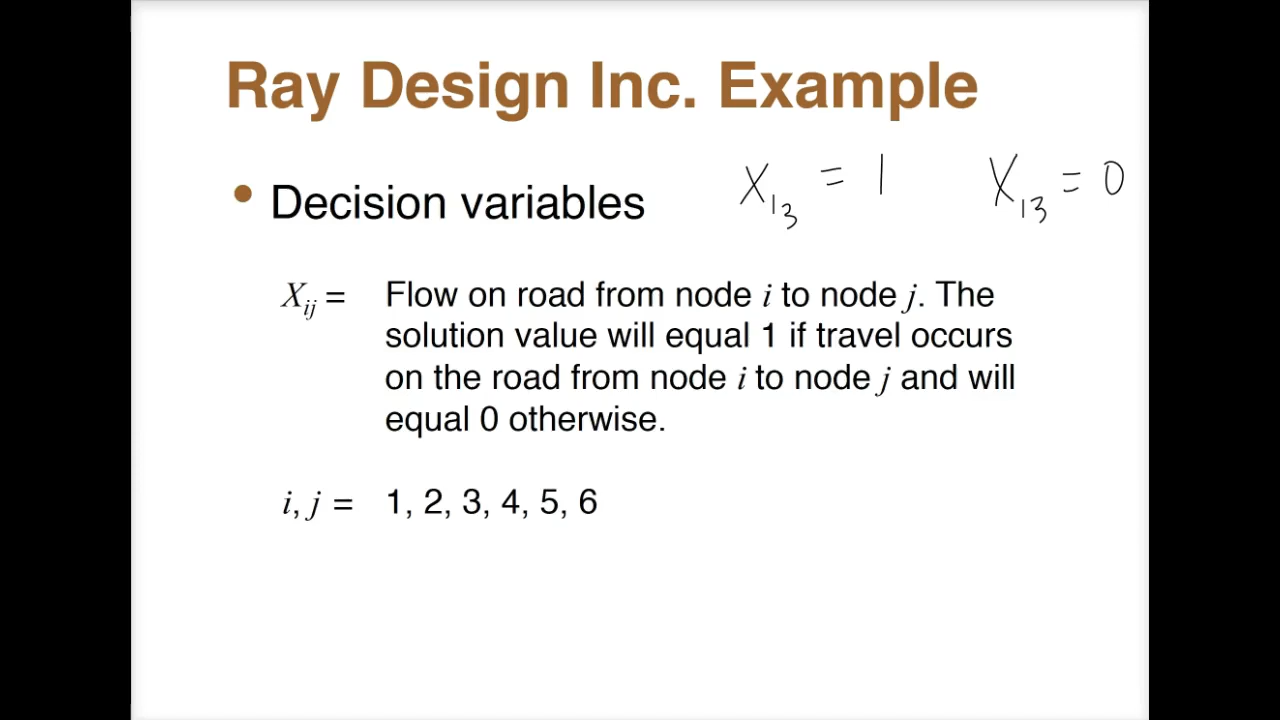 Ray Design Inc. Example
• Decision variables
X₁₃ = 1 X₁₃ = 0
Xᵢⱼ = Flow on road from node i to node j. The
solution value will equal 1 if travel occurs
on the road from node i to node j and will
equal 0 otherwise.
i, j = 1, 2, 3, 4, 5, 6